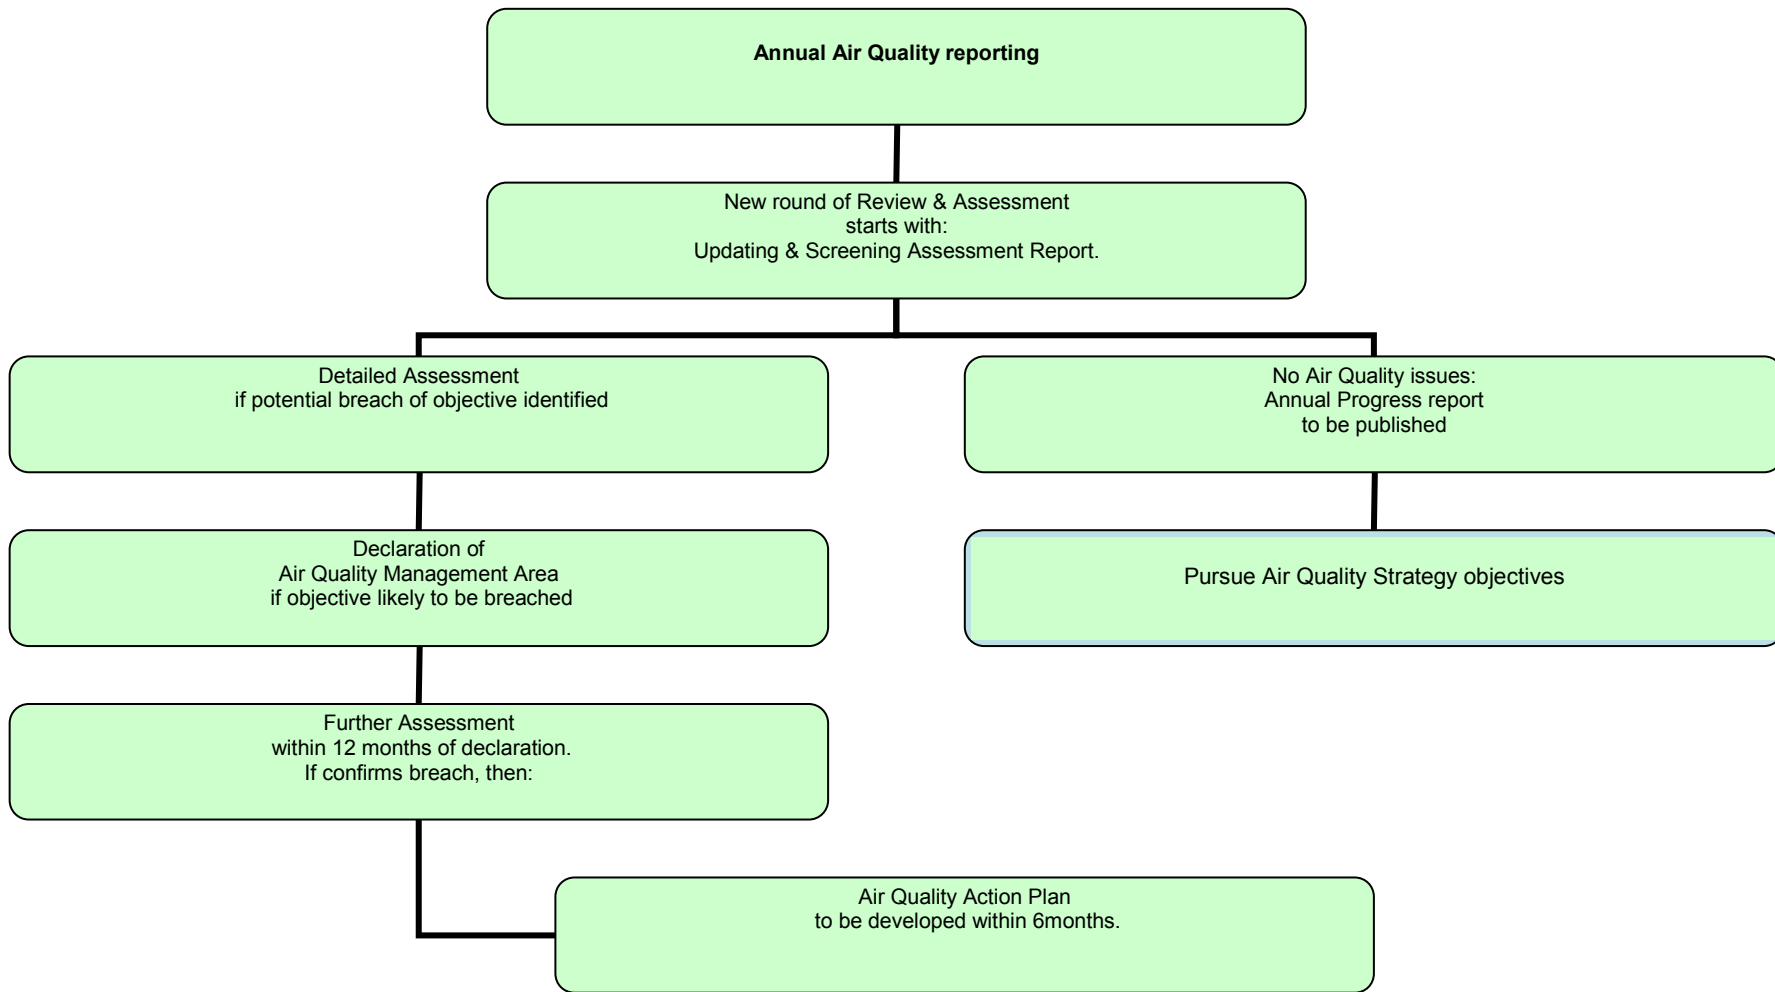 Annual Air Quality reporting
New round of Review & Assessment
starts with:
Updating & Screening Assessment Report.
Detailed Assessment
if potential breach of objective identified
No Air Quality issues:
Annual Progress report
to be published
Declaration of
Air Quality Management Area
if objective likely to be breached
Pursue Air Quality Strategy objectives
Further Assessment
within 12 months of declaration.
If confirms breach, then:
Air Quality Action Plan
to be developed within 6months.